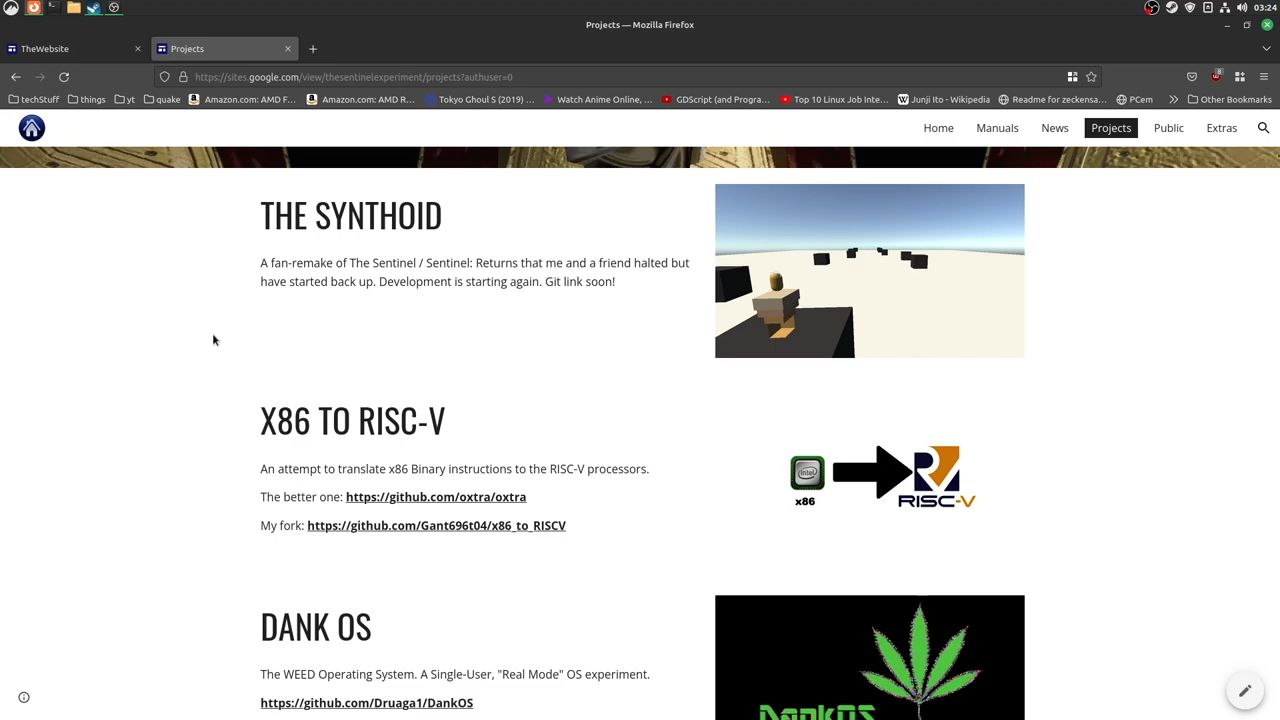 03:24
Projects — Mozilla Firefox
TheWebsite
Projects
https://sites.google.com/view/thesentinelexperiment/projects?authuser=0
8
techStuff things yt quake Amazon.com: AMD F… Amazon.com: AMD R… Tokyo Ghoul S (2019) … Watch Anime Online, … GDScript (and Progra… Top 10 Linux Job Inte… Junji Ito - Wikipedia Readme for zeckensa… PCem Other Bookmarks
Home Manuals News Projects Public Extras
THE SYNTHOID
A fan-remake of The Sentinel / Sentinel: Returns that me and a friend halted but
have started back up. Development is starting again. Git link soon!
X86 TO RISC-V
An attempt to translate x86 Binary instructions to the RISC-V processors.
The better one: https://github.com/oxtra/oxtra
My fork: https://github.com/Gant696t04/x86_to_RISCV
intel
x86
RISC-V
DANK OS
The WEED Operating System. A Single-User, "Real Mode" OS experiment.
https://github.com/Druaga1/DankOS
DankOS